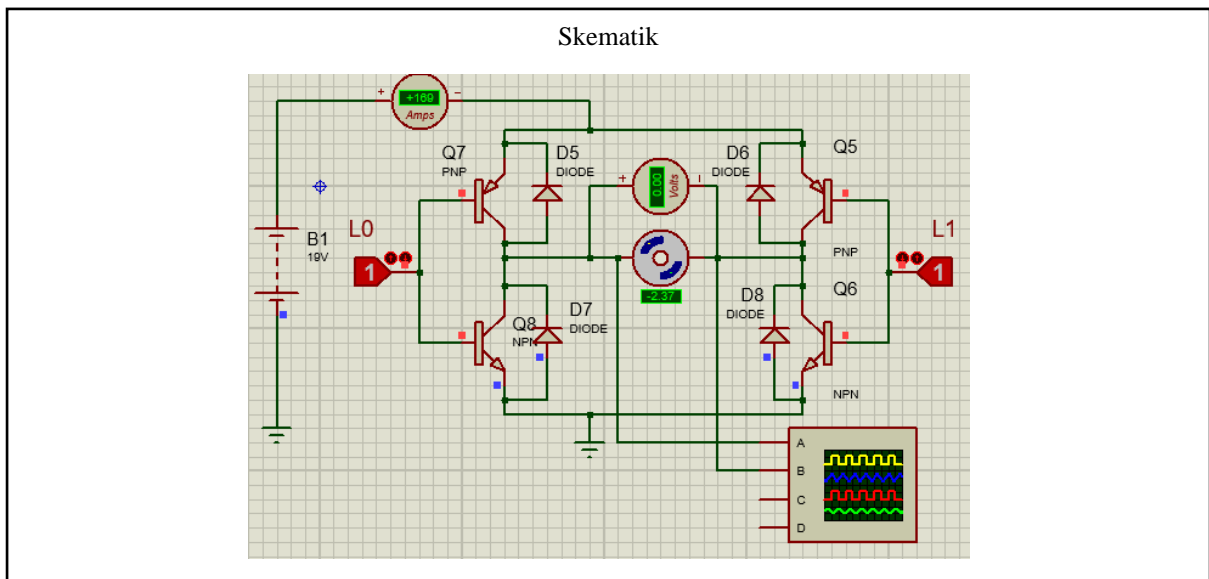 Skematik
+ +169 −
Amps
Q7
PNP
D5
DIODE
D6
DIODE
Q5
+ 0.00 Volts −
L0
1
B1
19V
L1
1
PNP
-2.37
Q8
NPN
D7
DIODE
D8
DIODE
Q6
NPN
A
B
C
D